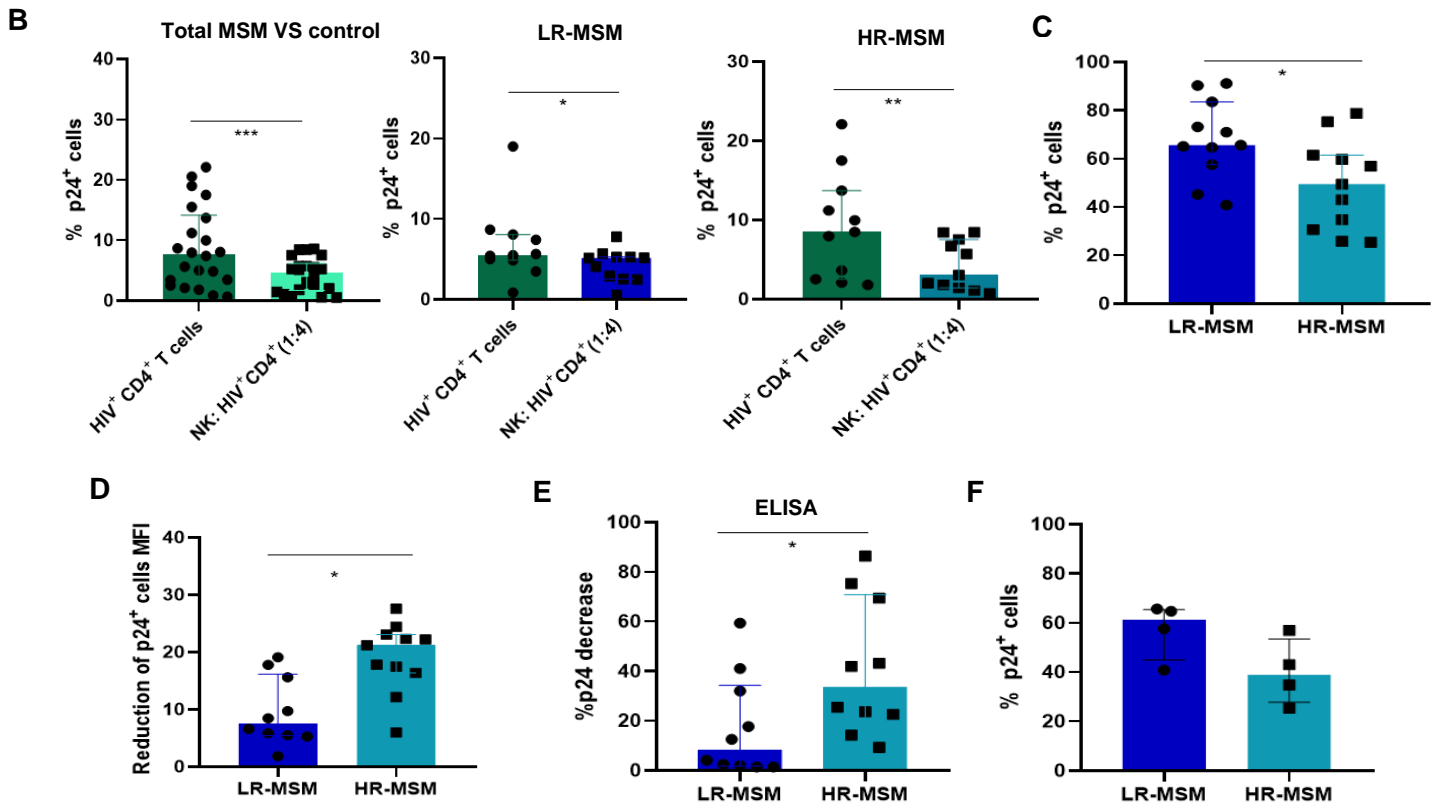 B
Total MSM VS control
% p24⁺ cells
40
30
20
10
0
***
HIV⁺ CD4⁺ T cells
NK: HIV⁺ CD4⁺ (1:4)
LR-MSM
% p24⁺ cells
30
20
10
0
*
HIV⁺ CD4⁺ T cells
NK: HIV⁺ CD4⁺ (1:4)
HR-MSM
% p24⁺ cells
30
20
10
0
**
HIV⁺ CD4⁺ T cells
NK: HIV⁺ CD4⁺ (1:4)
C
% p24⁺ cells
100
80
60
40
20
0
*
LR-MSM
HR-MSM
D
Reduction of p24⁺ cells MFI
40
30
20
10
0
*
LR-MSM
HR-MSM
E
ELISA
%p24 decrease
100
80
60
40
20
0
*
LR-MSM
HR-MSM
F
% p24⁺ cells
100
80
60
40
20
0
LR-MSM
HR-MSM